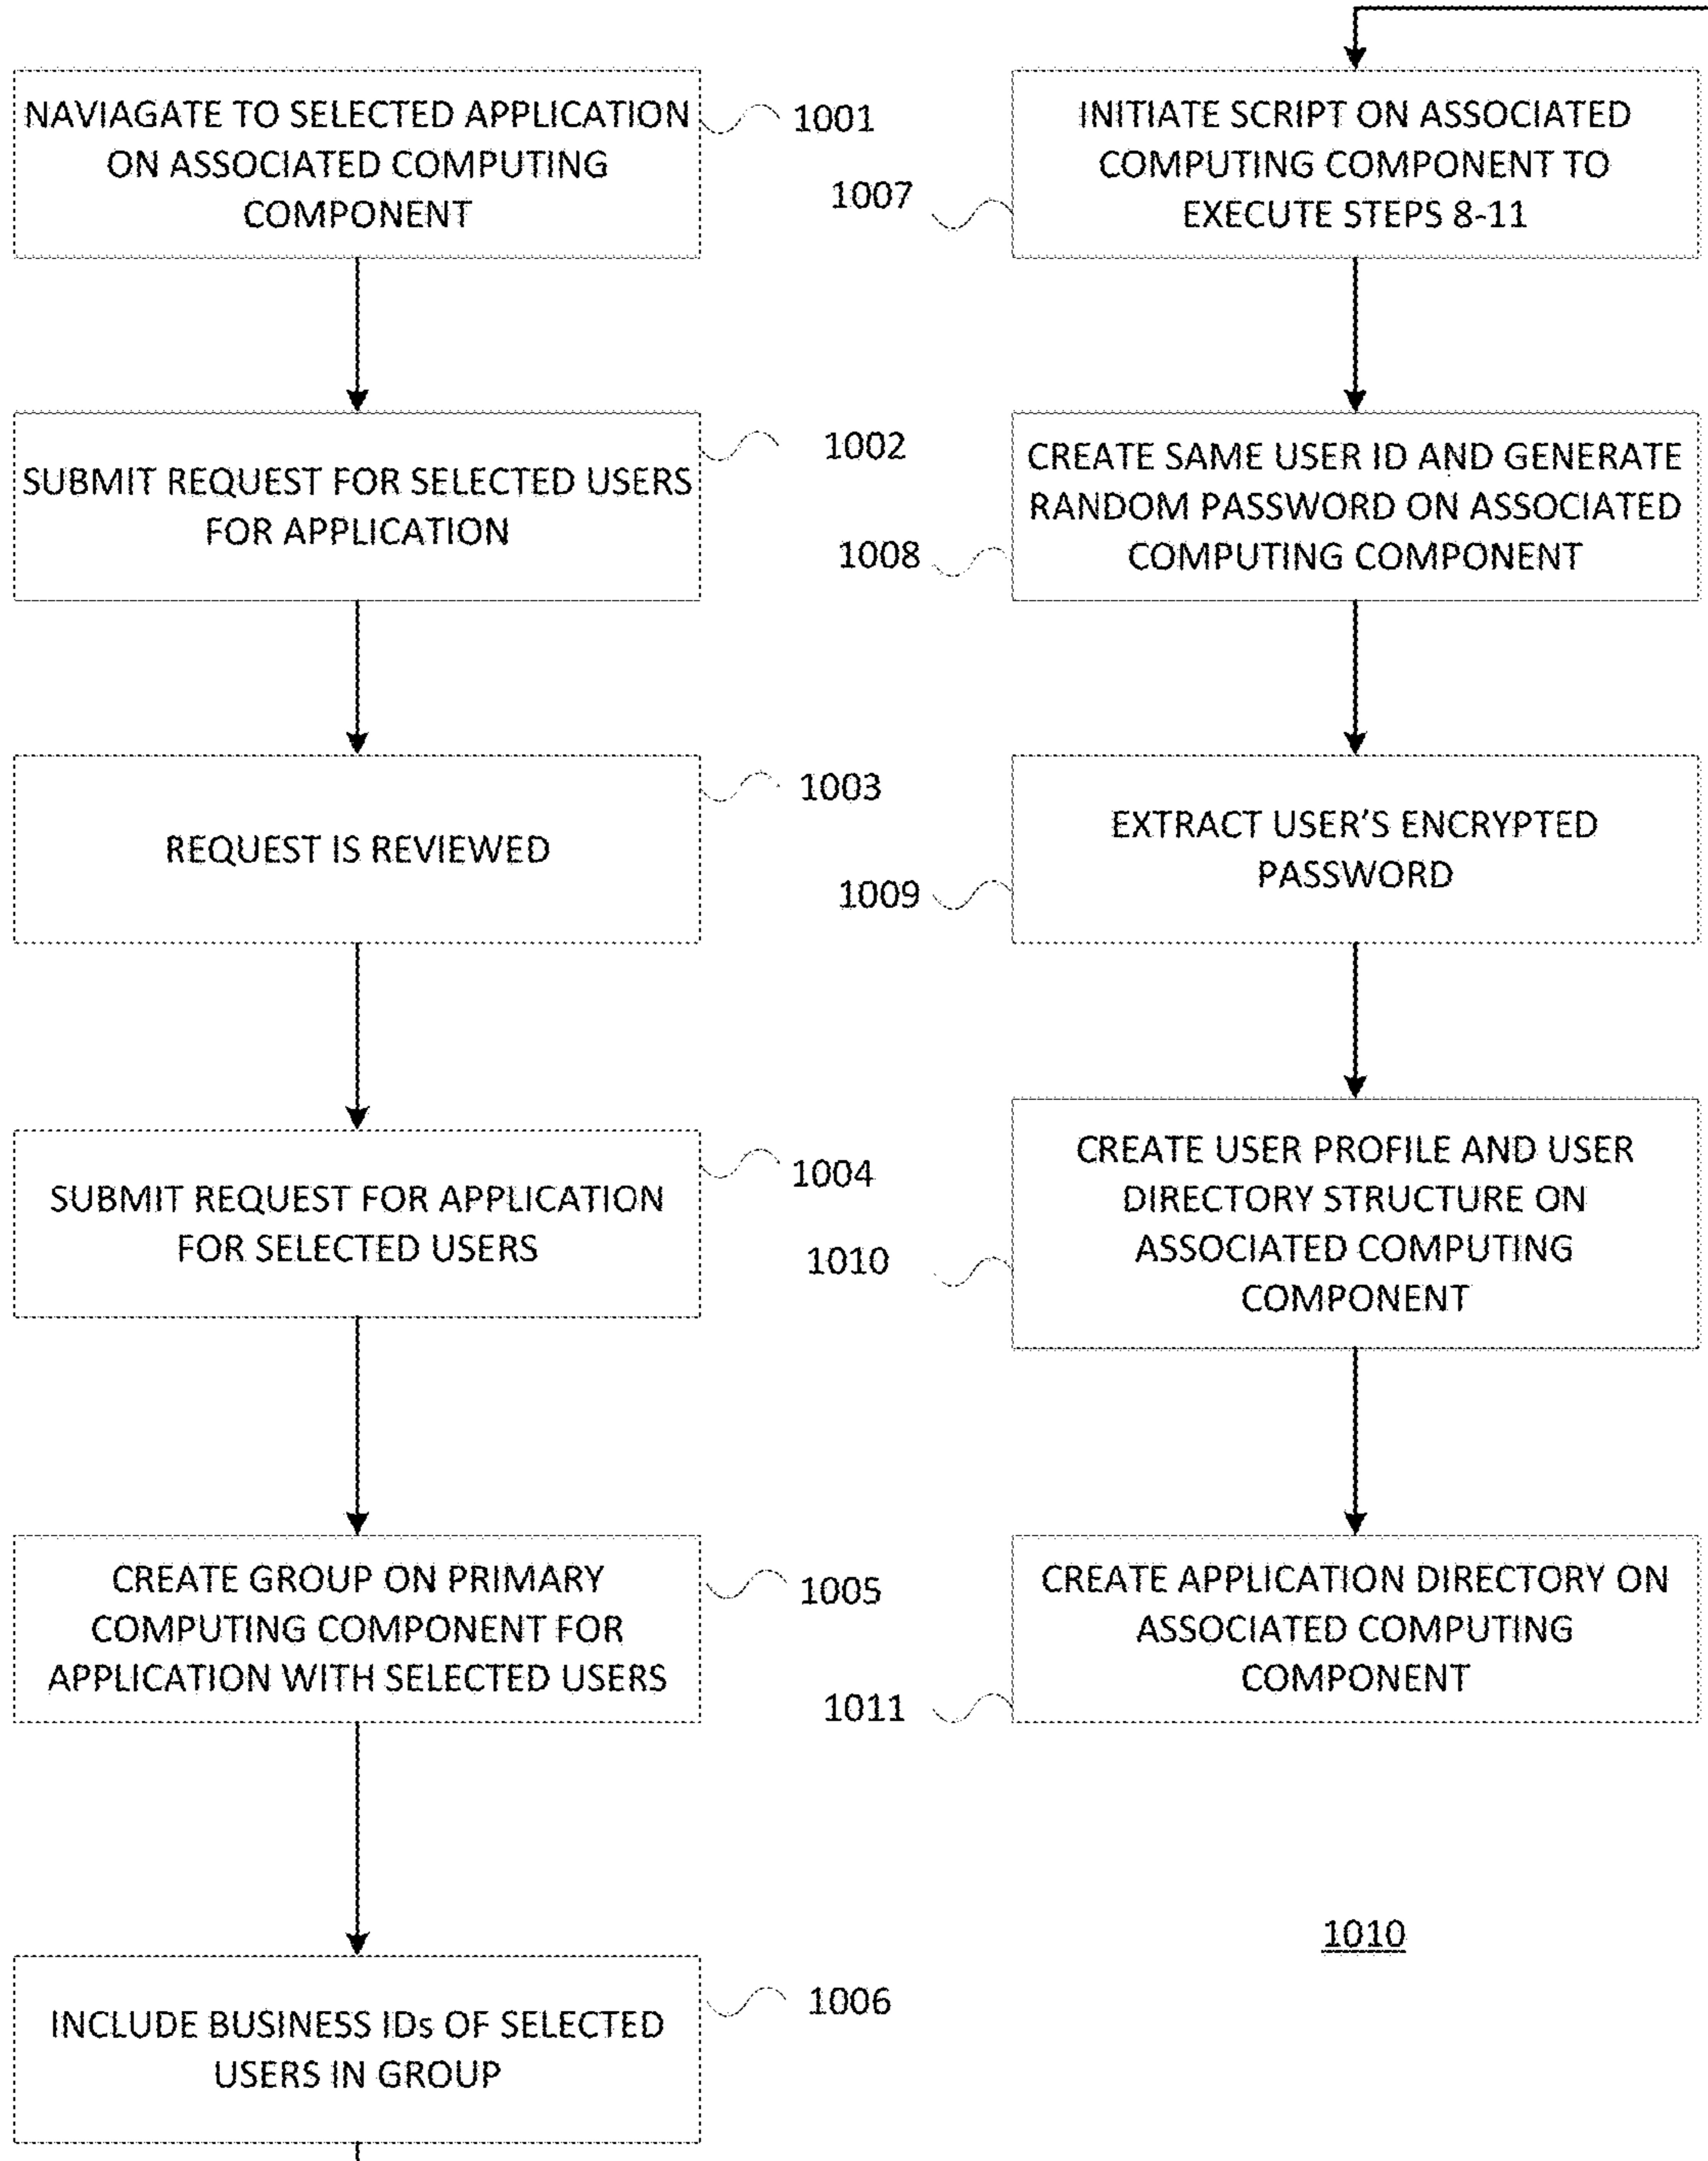 NAVIAGATE TO SELECTED APPLICATION
ON ASSOCIATED COMPUTING
COMPONENT
1001
SUBMIT REQUEST FOR SELECTED USERS
FOR APPLICATION
1002
REQUEST IS REVIEWED
1003
SUBMIT REQUEST FOR APPLICATION
FOR SELECTED USERS
1004
CREATE GROUP ON PRIMARY
COMPUTING COMPONENT FOR
APPLICATION WITH SELECTED USERS
1005
INCLUDE BUSINESS IDs OF SELECTED
USERS IN GROUP
1006
INITIATE SCRIPT ON ASSOCIATED
COMPUTING COMPONENT TO
EXECUTE STEPS 8-11
1007
CREATE SAME USER ID AND GENERATE
RANDOM PASSWORD ON ASSOCIATED
COMPUTING COMPONENT
1008
EXTRACT USER'S ENCRYPTED
PASSWORD
1009
CREATE USER PROFILE AND USER
DIRECTORY STRUCTURE ON
ASSOCIATED COMPUTING
COMPONENT
1010
CREATE APPLICATION DIRECTORY ON
ASSOCIATED COMPUTING
COMPONENT
1011
1010